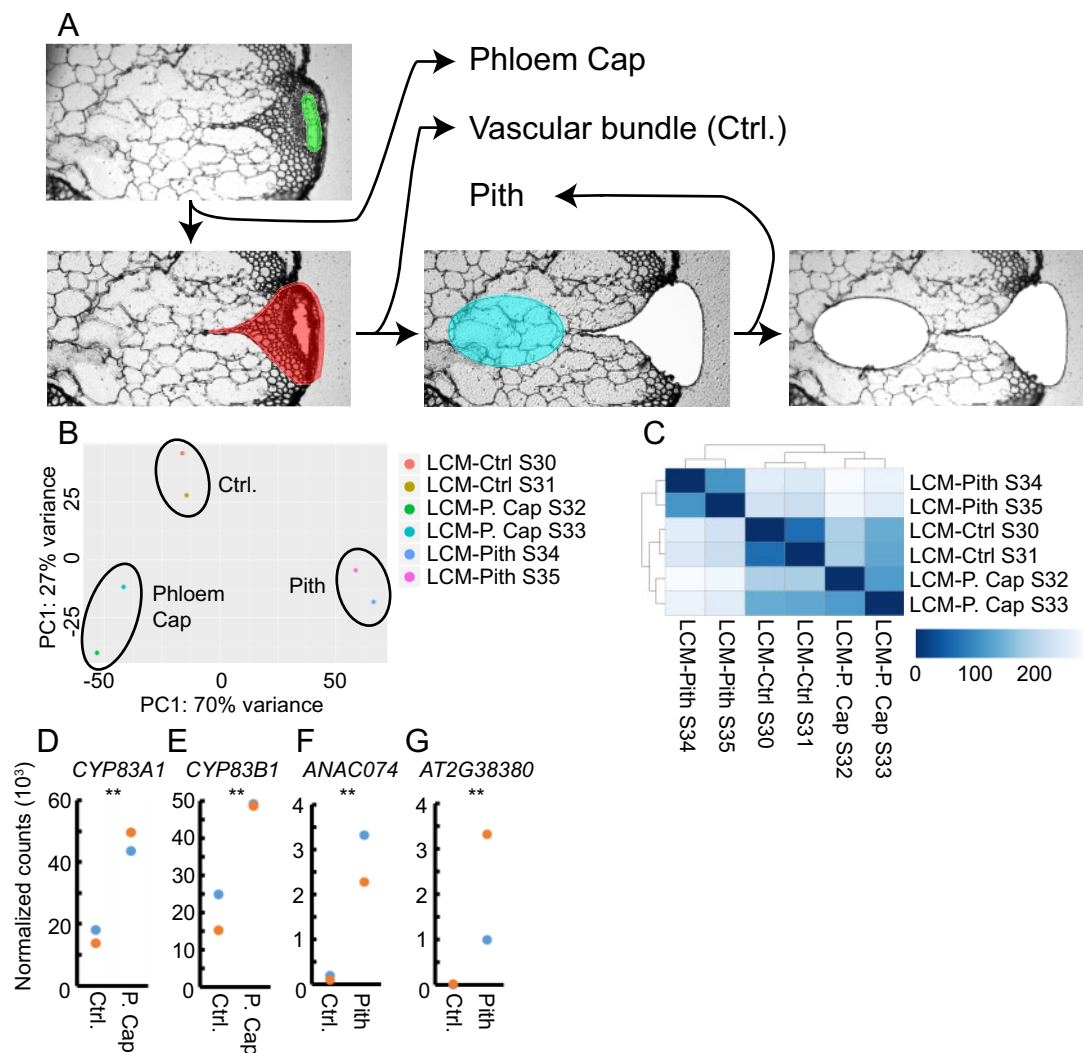 A
Phloem Cap
Vascular bundle (Ctrl.)
Pith
B
PC1: 27% variance
25
0
-25
-50
0
50
PC1: 70% variance
Ctrl.
Phloem
Cap
Pith
LCM-Ctrl S30
LCM-Ctrl S31
LCM-P. Cap S32
LCM-P. Cap S33
LCM-Pith S34
LCM-Pith S35
C
LCM-Pith S34
LCM-Pith S35
LCM-Ctrl S30
LCM-Ctrl S31
LCM-P. Cap S32
LCM-P. Cap S33
LCM-Pith S34
LCM-Pith S35
LCM-Ctrl S30
LCM-Ctrl S31
LCM-P. Cap S32
LCM-P. Cap S33
0 100 200
D
CYP83A1
**
Normalized counts (10³)
60
40
20
0
Ctrl.
P. Cap
E
CYP83B1
**
50
40
30
20
10
0
Ctrl.
P. Cap
F
ANAC074
**
4
3
2
1
0
Ctrl.
Pith
G
AT2G38380
**
4
3
2
1
0
Ctrl.
Pith